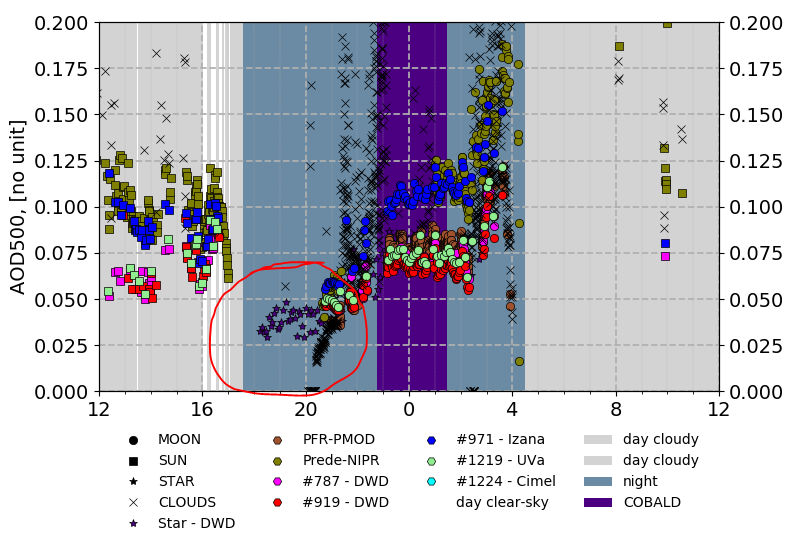 0.200 0.200
0.175 0.175
0.150 0.150
0.125 0.125
AOD500, [no unit]
0.100 0.100
0.075 0.075
0.050 0.050
0.025 0.025
0.000 0.000
12 16 20 0 4 8 12
MOON PFR-PMOD #971 - Izana day cloudy
SUN Prede-NIPR #1219 - UVa day cloudy
STAR #787 - DWD #1224 - Cimel night
CLOUDS #919 - DWD day clear-sky COBALD
Star - DWD